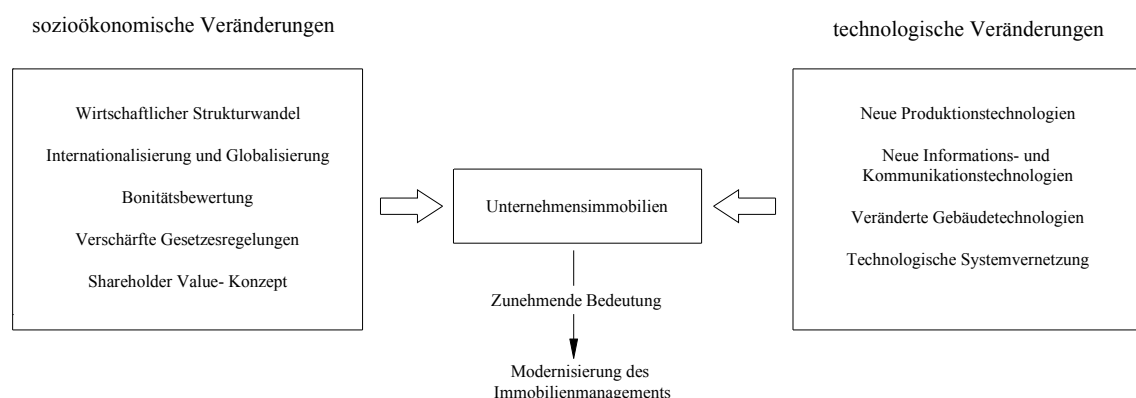 sozioökonomische Veränderungen
Wirtschaftlicher Strukturwandel
Internationalisierung und Globalisierung
Bonitätsbewertung
Verschärfte Gesetzesregelungen
Shareholder Value- Konzept
Unternehmensimmobilien
Zunehmende Bedeutung
Modernisierung des
Immobilienmanagements
technologische Veränderungen
Neue Produktionstechnologien
Neue Informations- und
Kommunikationstechnologien
Veränderte Gebäudetechnologien
Technologische Systemvernetzung